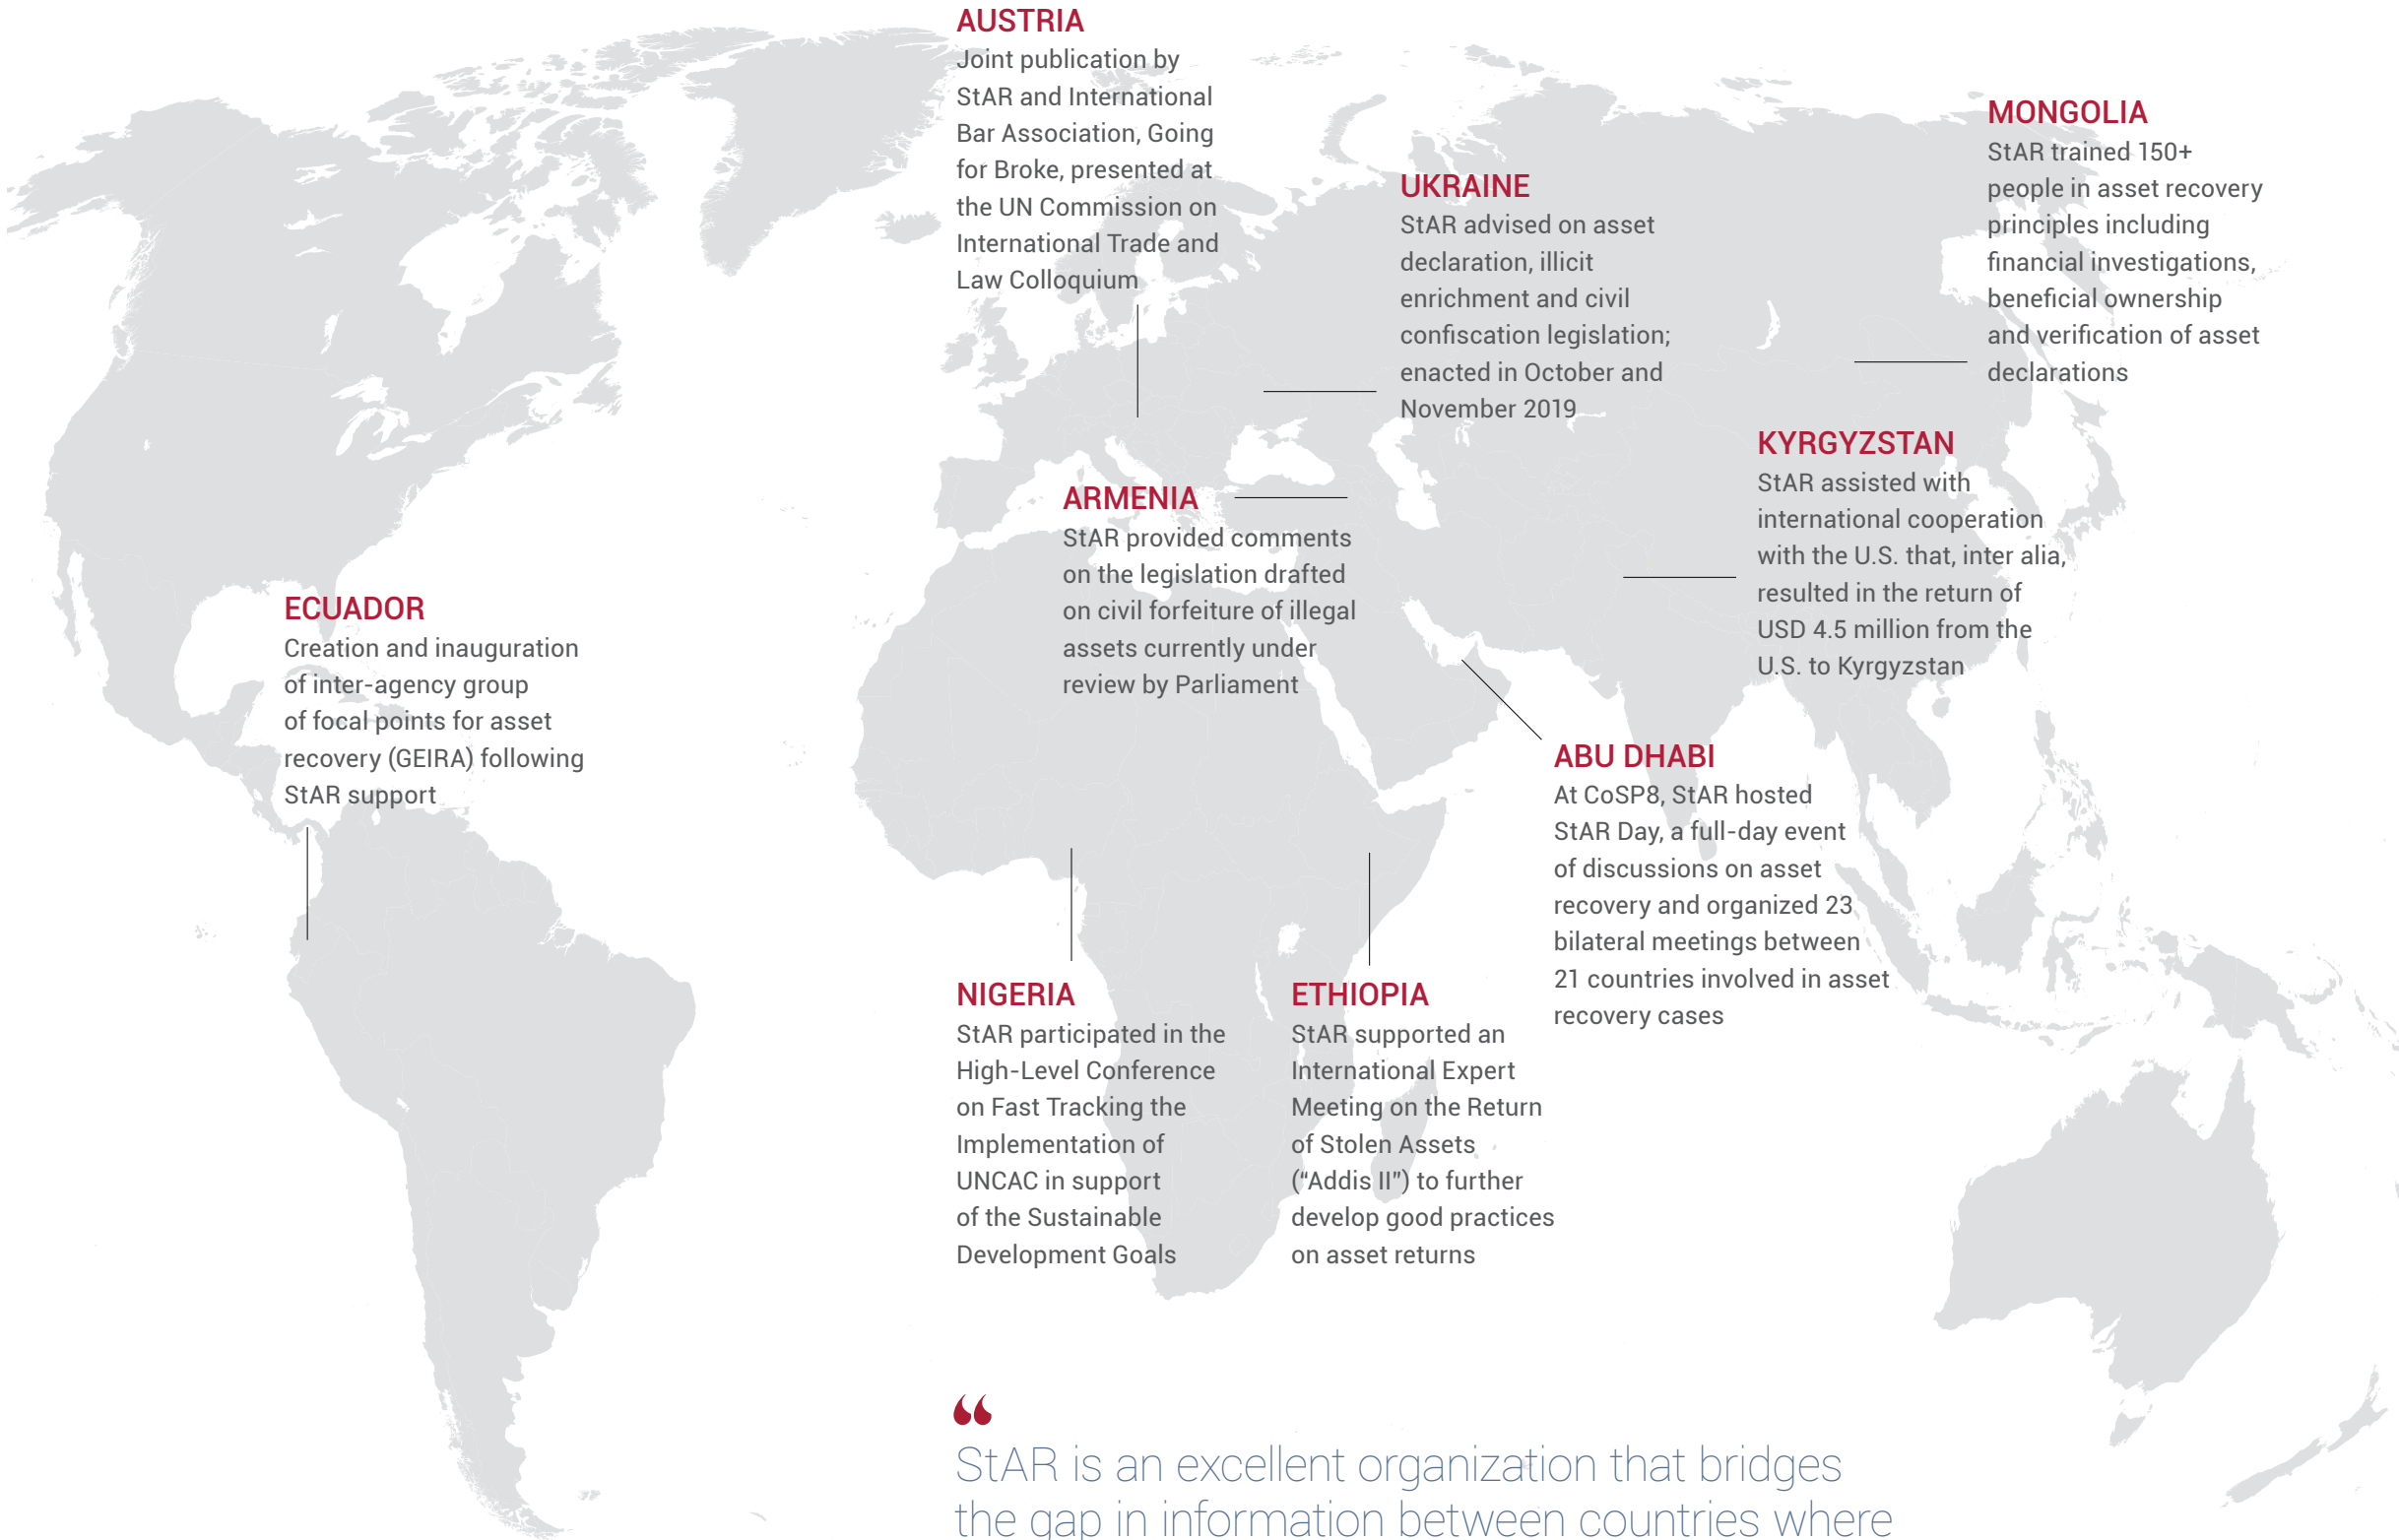 AUSTRIA
Joint publication by
StAR and International
Bar Association, Going
for Broke, presented at
the UN Commission on
International Trade and
Law Colloquium
UKRAINE
StAR advised on asset
declaration, illicit
enrichment and civil
confiscation legislation;
enacted in October and
November 2019
MONGOLIA
StAR trained 150+
people in asset recovery
principles including
financial investigations,
beneficial ownership
and verification of asset
declarations
KYRGYZSTAN
StAR assisted with
international cooperation
with the U.S. that, inter alia,
resulted in the return of
USD 4.5 million from the
U.S. to Kyrgyzstan
ARMENIA
StAR provided comments
on the legislation drafted
on civil forfeiture of illegal
assets currently under
review by Parliament
ECUADOR
Creation and inauguration
of inter-agency group
of focal points for asset
recovery (GEIRA) following
StAR support
ABU DHABI
At CoSP8, StAR hosted
StAR Day, a full-day event
of discussions on asset
recovery and organized 23
bilateral meetings between
21 countries involved in asset
recovery cases
NIGERIA
StAR participated in the
High-Level Conference
on Fast Tracking the
Implementation of
UNCAC in support
of the Sustainable
Development Goals
ETHIOPIA
StAR supported an
International Expert
Meeting on the Return
of Stolen Assets
(“Addis II”) to further
develop good practices
on asset returns
“
StAR is an excellent organization that bridges
the gap in information between countries where